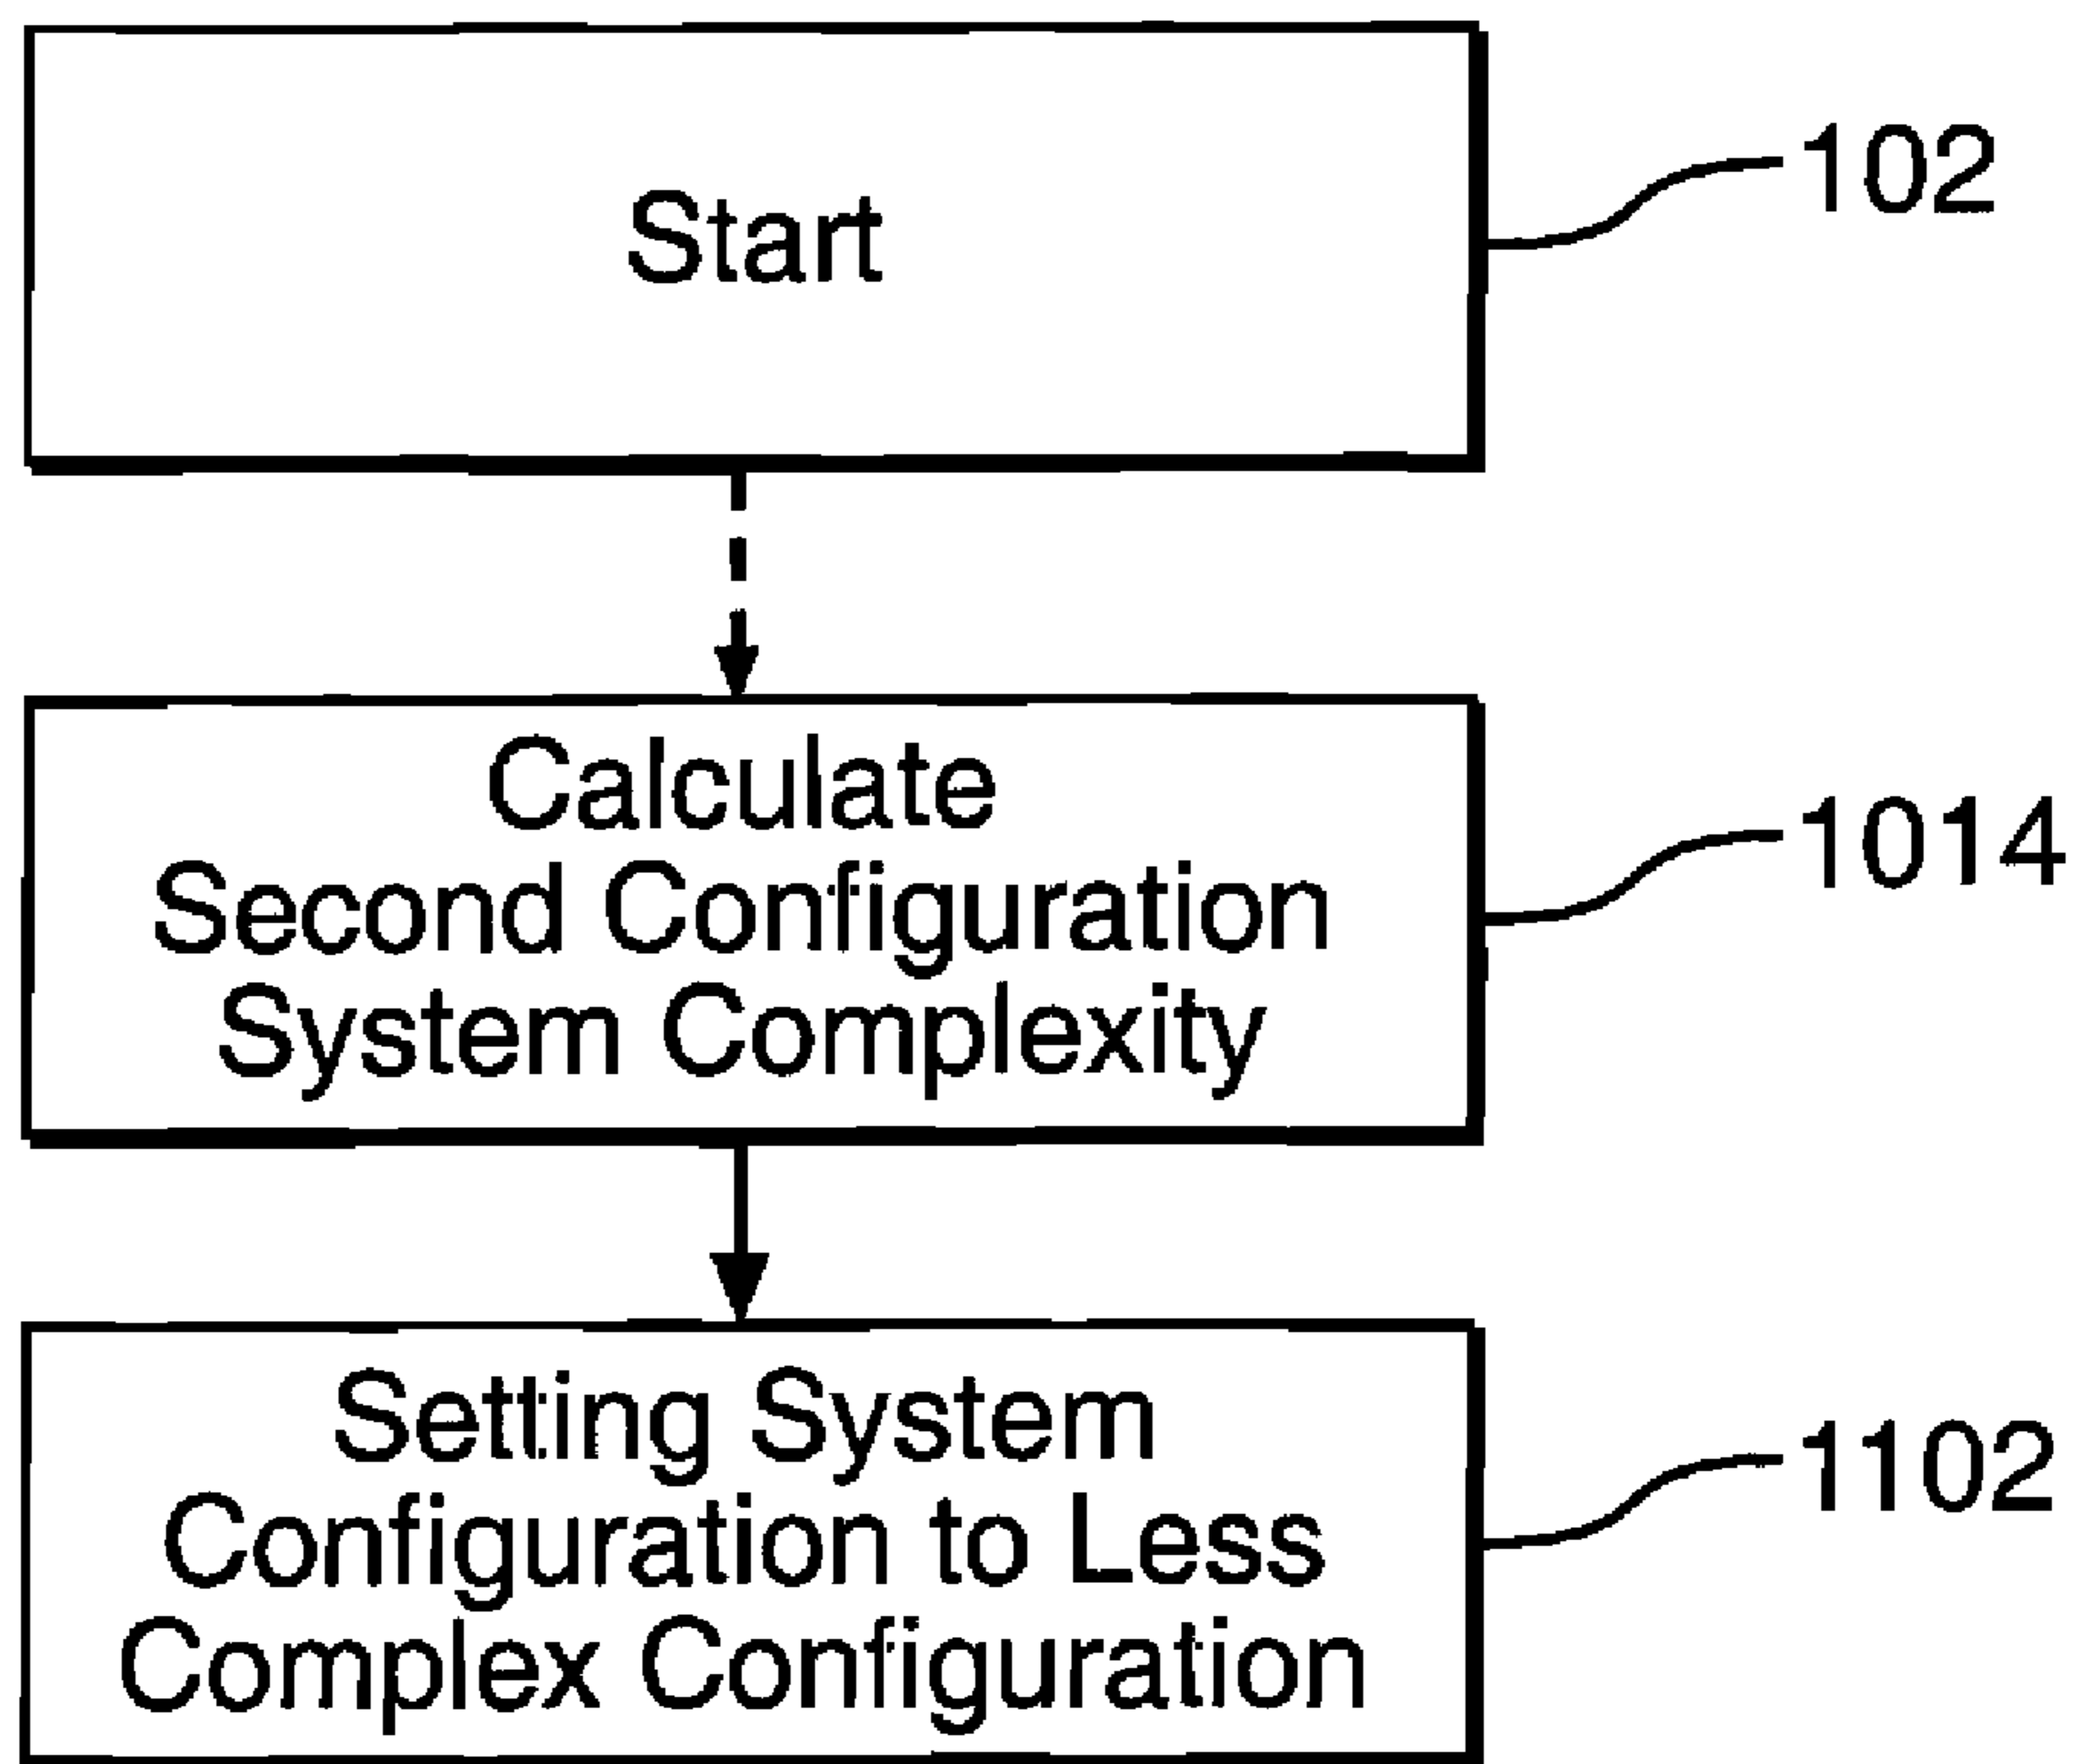 Start
102
Calculate
Second Configuration
System Complexity
1014
Setting System
Configuration to Less
Complex Configuration
1102